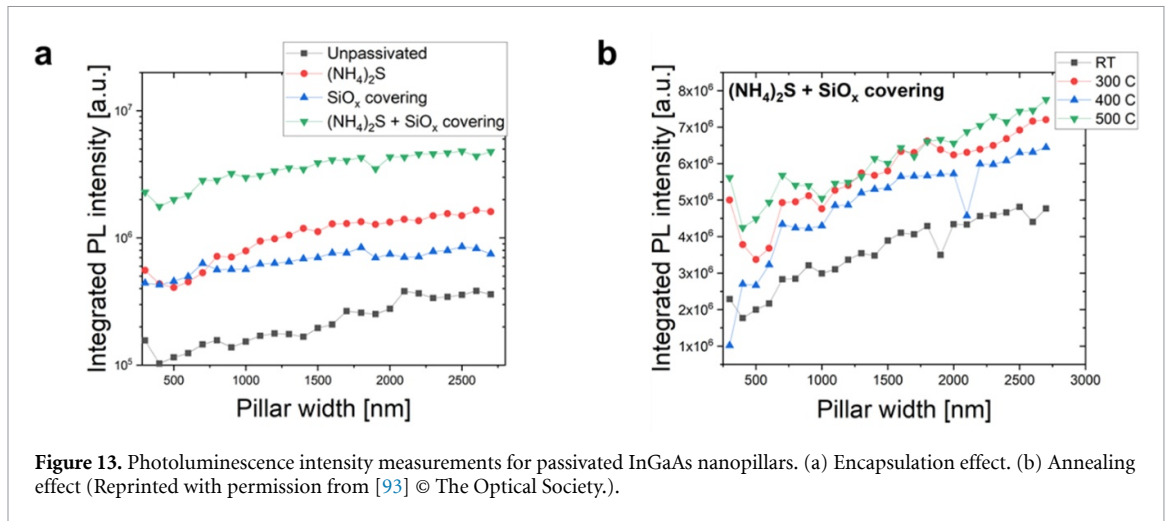 a
Unpassivated
(NH₄)₂S
SiOₓ covering
(NH₄)₂S + SiOₓ covering
10⁷
10⁶
10⁵
Integrated PL intensity [a.u.]
500 1000 1500 2000 2500
Pillar width [nm]
b
RT
300 C
400 C
500 C
(NH₄)₂S + SiOₓ covering
8x10⁶
7x10⁶
6x10⁶
5x10⁶
4x10⁶
3x10⁶
2x10⁶
1x10⁶
Integrated PL intensity [a.u.]
500 1000 1500 2000 2500 3000
Pillar width [nm]
Figure 13. Photoluminescence intensity measurements for passivated InGaAs nanopillars. (a) Encapsulation effect. (b) Annealing
effect (Reprinted with permission from [93] © The Optical Society.).